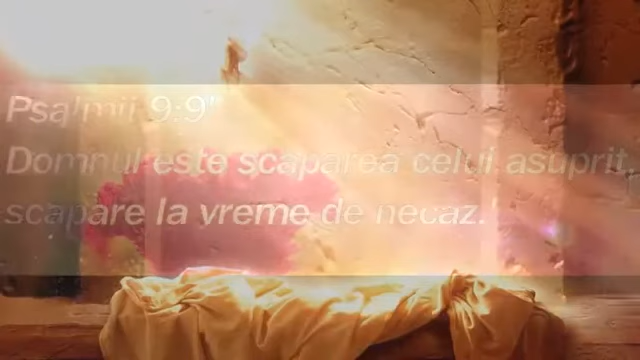 Psalmii 9:9"
Domnul este scaparea celui asuprit,
scapare la vreme de necaz.